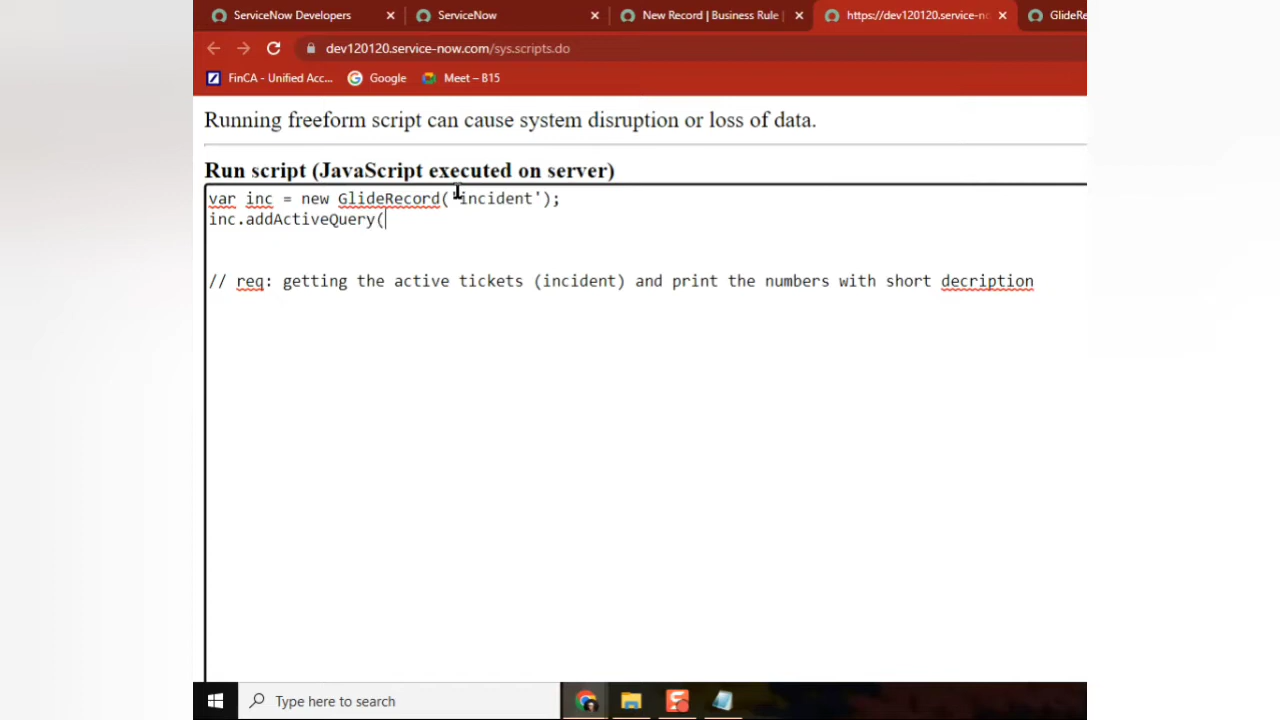 ServiceNow Developers ServiceNow New Record | Business Rule | https://dev120120.service-no GlideRe
dev120120.service-now.com/sys.scripts.do
FinCA - Unified Acc... Google Meet – B15
Running freeform script can cause system disruption or loss of data.
Run script (JavaScript executed on server)
var inc = new GlideRecord('incident');
inc.addActiveQuery(
// req: getting the active tickets (incident) and print the numbers with short decription
Type here to search